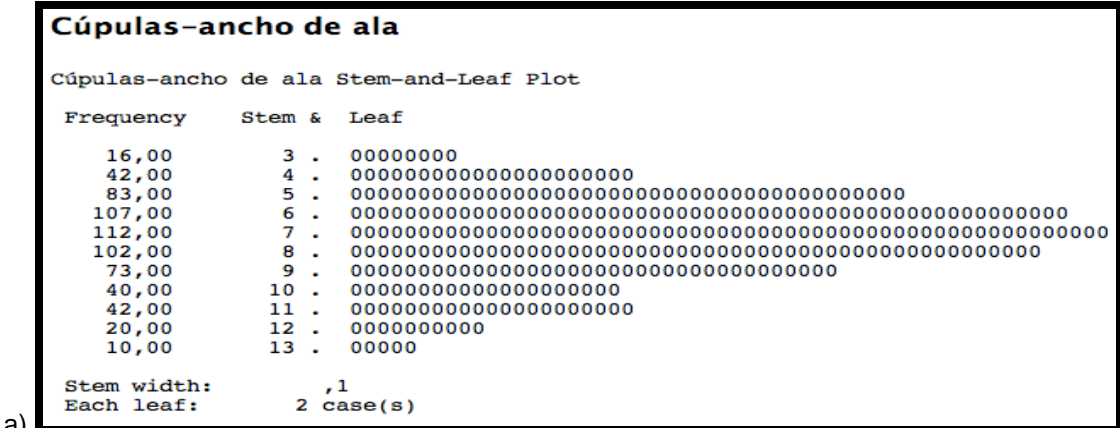 Cúpulas-ancho de ala
Cúpulas-ancho de ala Stem-and-Leaf Plot
Frequency Stem & Leaf
16,00 3 . 00000000
42,00 4 . 000000000000000000000
83,00 5 . 00000000000000000000000000000000000000000
107,00 6 . 00000000000000000000000000000000000000000000000000000
112,00 7 . 00000000000000000000000000000000000000000000000000000000
102,00 8 . 000000000000000000000000000000000000000000000000000
73,00 9 . 000000000000000000000000000000000000
40,00 10 . 00000000000000000000
42,00 11 . 000000000000000000000
20,00 12 . 0000000000
10,00 13 . 00000
Stem width: ,1
Each leaf: 2 case(s)
a)